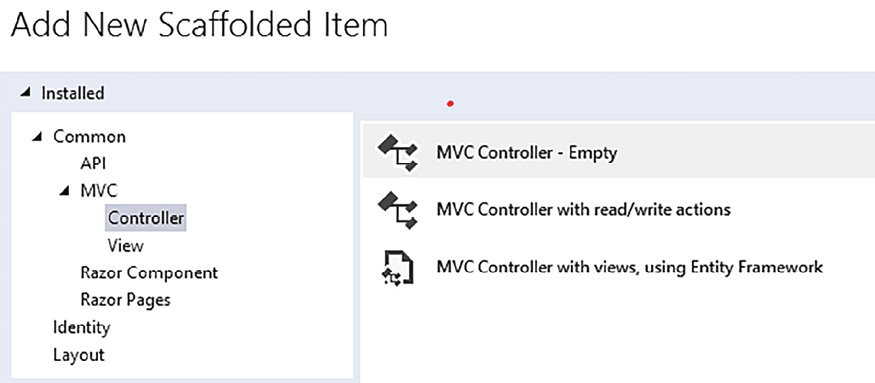 Add New Scaffolded Item
Installed
Common
API
MVC
Controller
View
Razor Component
Razor Pages
Identity
Layout
MVC Controller - Empty
MVC Controller with read/write actions
MVC Controller with views, using Entity Framework